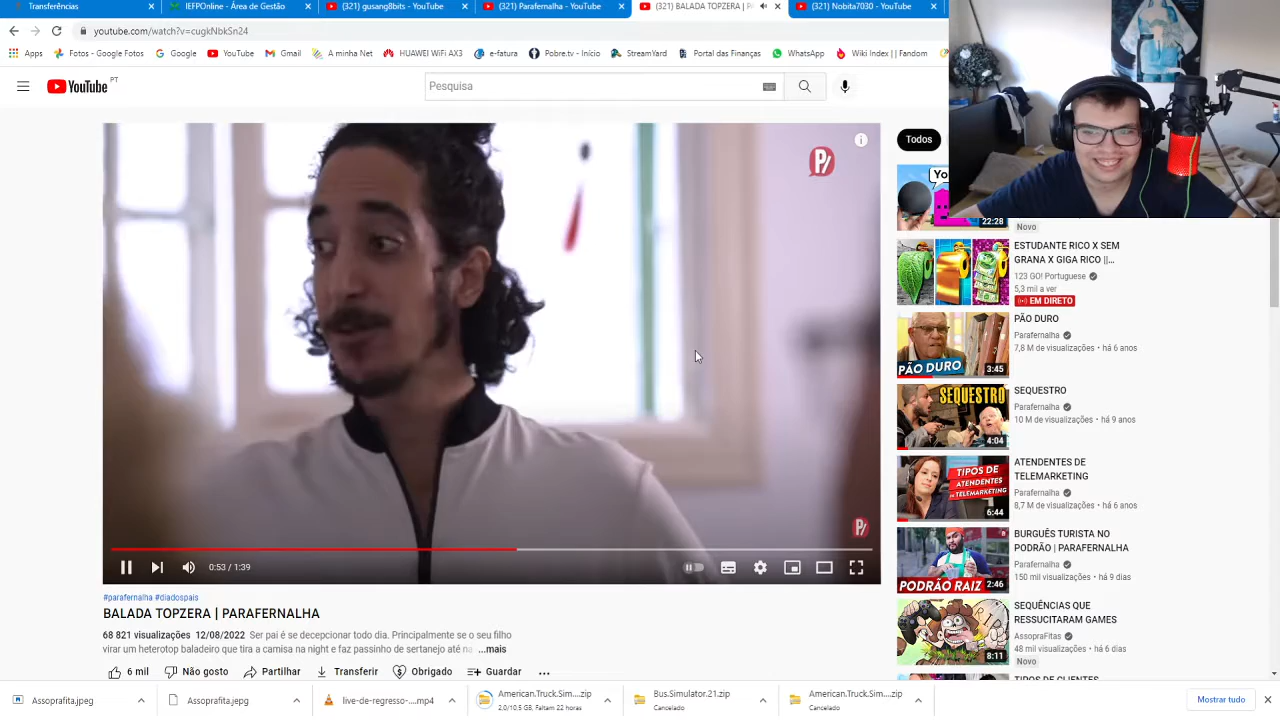 Transferências
IEFPOnline - Área de Gestão
(321) gusang8bits - YouTube
(321) Parafernalha - YouTube
(321) BALADA TOPZERA | P
(321) Nobita7030 - YouTube
youtube.com/watch?v=cugkNbkSn24
Apps
Fotos - Google Fotos
Google
YouTube
Gmail
A minha Net
HUAWEI WiFi AX3
e-fatura
Pobre.tv - Início
StreamYard
Portal das Finanças
WhatsApp
Wiki Index | Fandom
YouTube PT
Pesquisa
Todos
22:28
Novo
ESTUDANTE RICO X SEM
GRANA X GIGA RICO ||...
123 GO! Portuguese
5,3 mil a ver
EM DIRETO
PÃO DURO
3:45
PÃO DURO
Parafernalha
7,8 M de visualizações • há 6 anos
SEQUESTRO
4:04
SEQUESTRO
Parafernalha
10 M de visualizações • há 9 anos
TIPOS DE
ATENDENTES
DE TELEMARKETING
6:44
ATENDENTES DE
TELEMARKETING
Parafernalha
8,7 M de visualizações • há 6 anos
PODRÃO RAIZ
2:46
BURGUÊS TURISTA NO
PODRÃO | PARAFERNALHA
Parafernalha
150 mil visualizações • há 9 dias
RIP
8:11
SEQUÊNCIAS QUE
RESSUCITARAM GAMES
AssopraFitas
48 mil visualizações • há 6 dias
Novo
TIPOS DE CLIENTES
P/
P/
0:53 / 1:39
#parafernalha #diadospais
BALADA TOPZERA | PARAFERNALHA
68 821 visualizações 12/08/2022 Ser pai é se decepcionar todo dia. Principalmente se o seu filho
virar um heterotop baladeiro que tira a camisa na night e faz passinho de sertanejo até na ...mais
6 mil
Não gosto
Partilhar
Transferir
Obrigado
Guardar
Assoprafita.jpeg
Assoprafita.jepg
live-de-regresso-....mp4
American.Truck.Sim....zip
2,0/10,5 GB, Faltam 22 horas
Bus.Simulator.21.zip
Cancelado
American.Truck.Sim....zip
Cancelado
Mostrar tudo